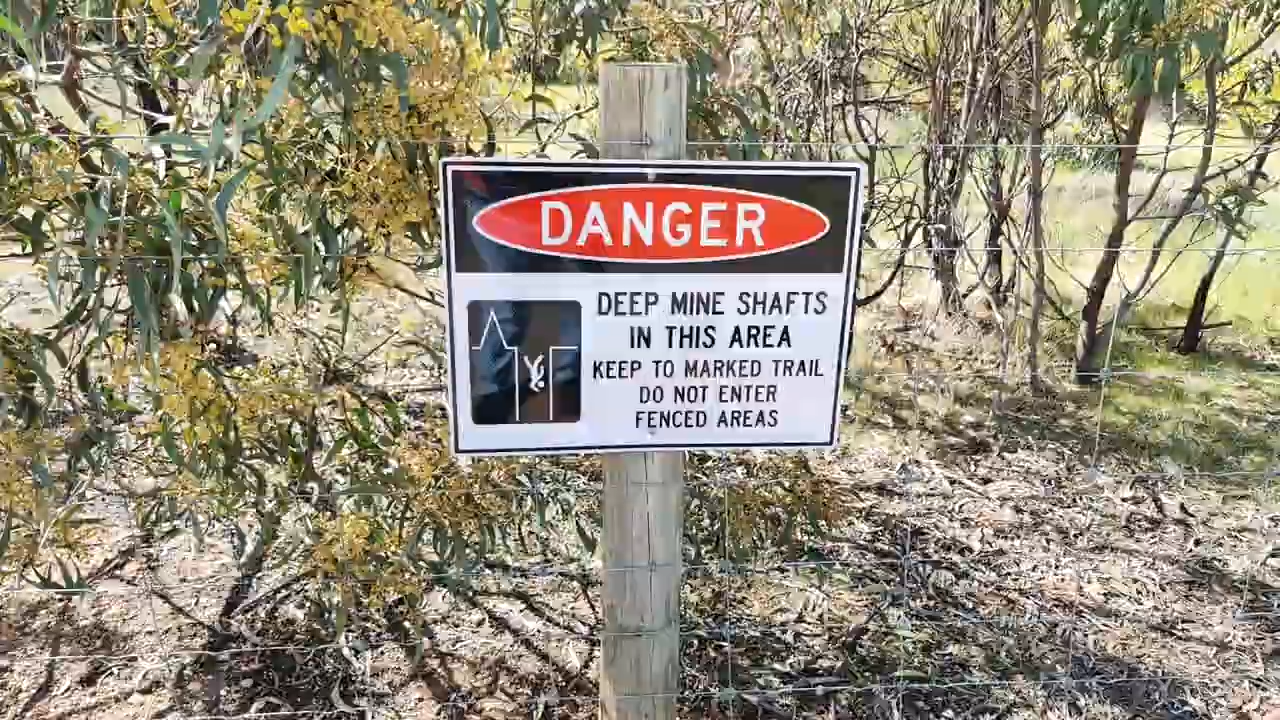 DANGER
DEEP MINE SHAFTS
IN THIS AREA
KEEP TO MARKED TRAIL
DO NOT ENTER
FENCED AREAS